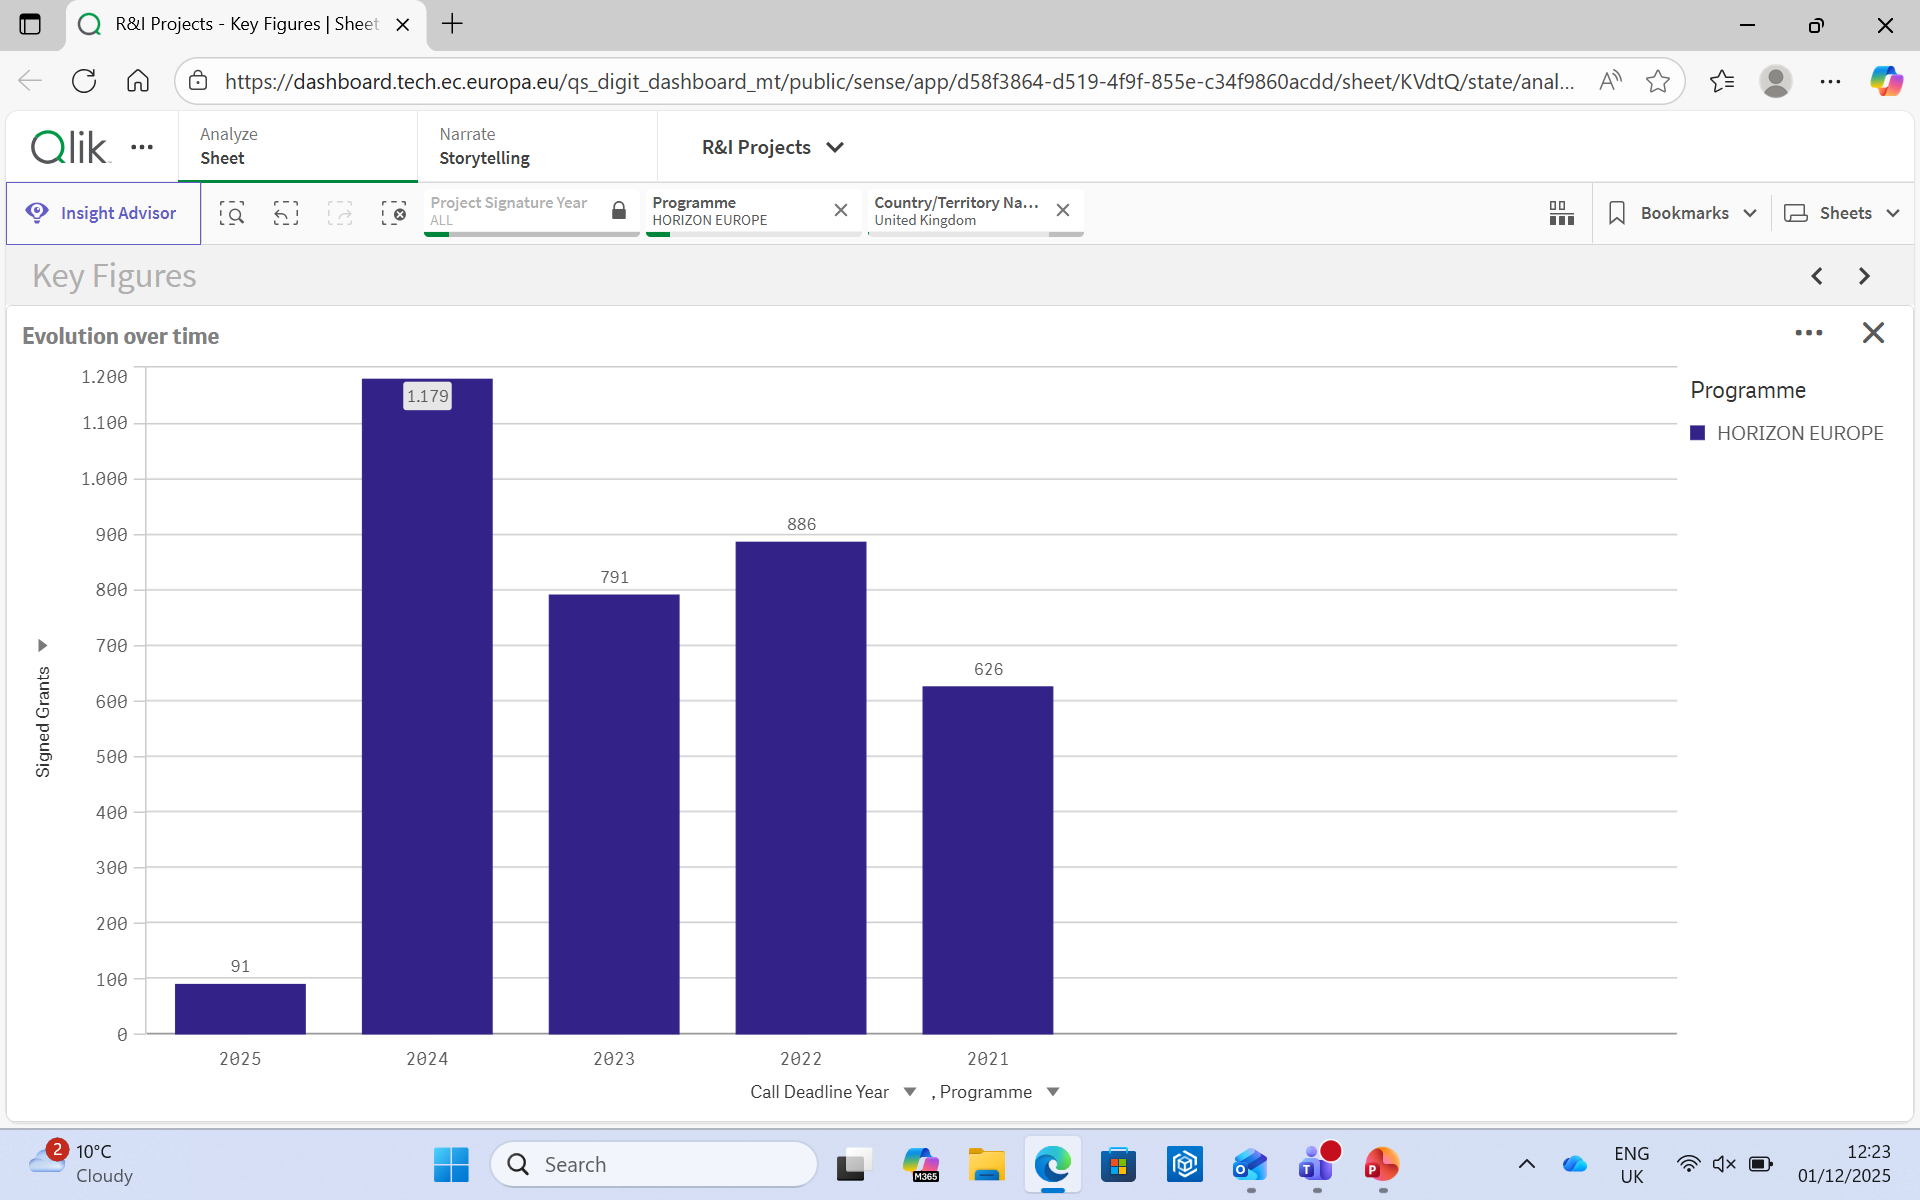 R&I Projects - Key Figures | Sheet
https://dashboard.tech.ec.europa.eu/qs_digit_dashboard_mt/public/sense/app/d58f3864-d519-4f9f-855e-c34f9860acdd/sheet/KVdtQ/state/anal...
Qlik
Analyze
Sheet
Narrate
Storytelling
R&I Projects
Insight Advisor
Project Signature Year
ALL
Programme
HORIZON EUROPE
Country/Territory Na...
United Kingdom
Bookmarks
Sheets
Key Figures
Evolution over time
Signed Grants
1.200
1.100
1.000
900
800
700
600
500
400
300
200
100
0
91
1.179
791
886
626
2025
2024
2023
2022
2021
Call Deadline Year , Programme
Programme
HORIZON EUROPE
2
10°C
Cloudy
Search
M365
O
T
P
ENG
UK
12:23
01/12/2025